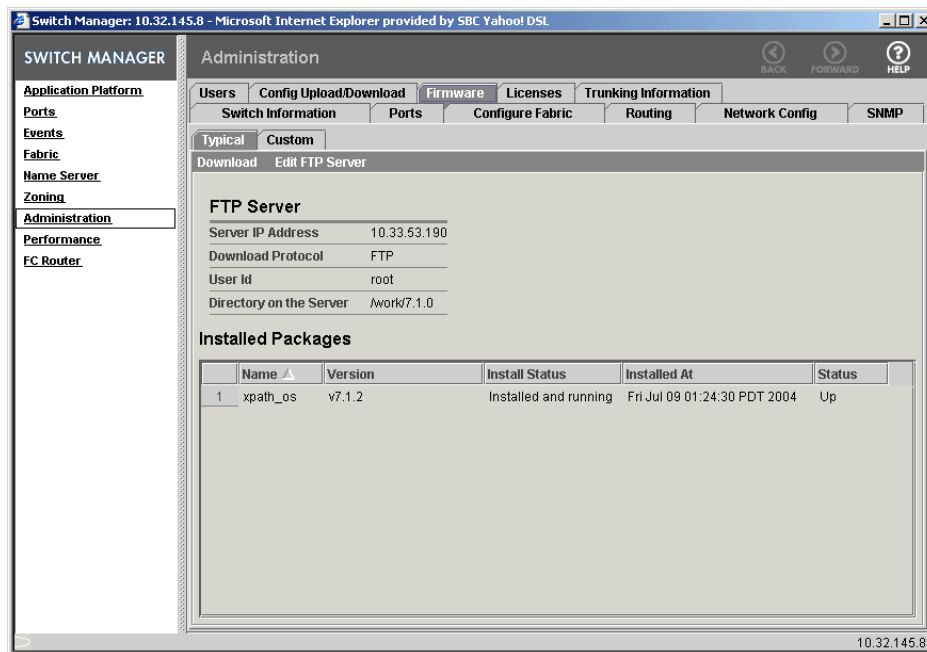 Switch Manager: 10.32.145.8 - Microsoft Internet Explorer provided by SBC Yahoo! DSL
SWITCH MANAGER
Administration
BACK
FORWARD
HELP
Application Platform
Ports
Events
Fabric
Name Server
Zoning
Administration
Performance
FC Router
Users Config Upload/Download Firmware Licenses Trunking Information
Switch Information Ports Configure Fabric Routing Network Config SNMP
Typical Custom
Download Edit FTP Server
FTP Server
Server IP Address 10.33.53.190
Download Protocol FTP
User Id root
Directory on the Server /work/7.1.0
Installed Packages
Name Version Install Status Installed At Status
1 xpath_os v7.1.2 Installed and running Fri Jul 09 01:24:30 PDT 2004 Up
10.32.145.8